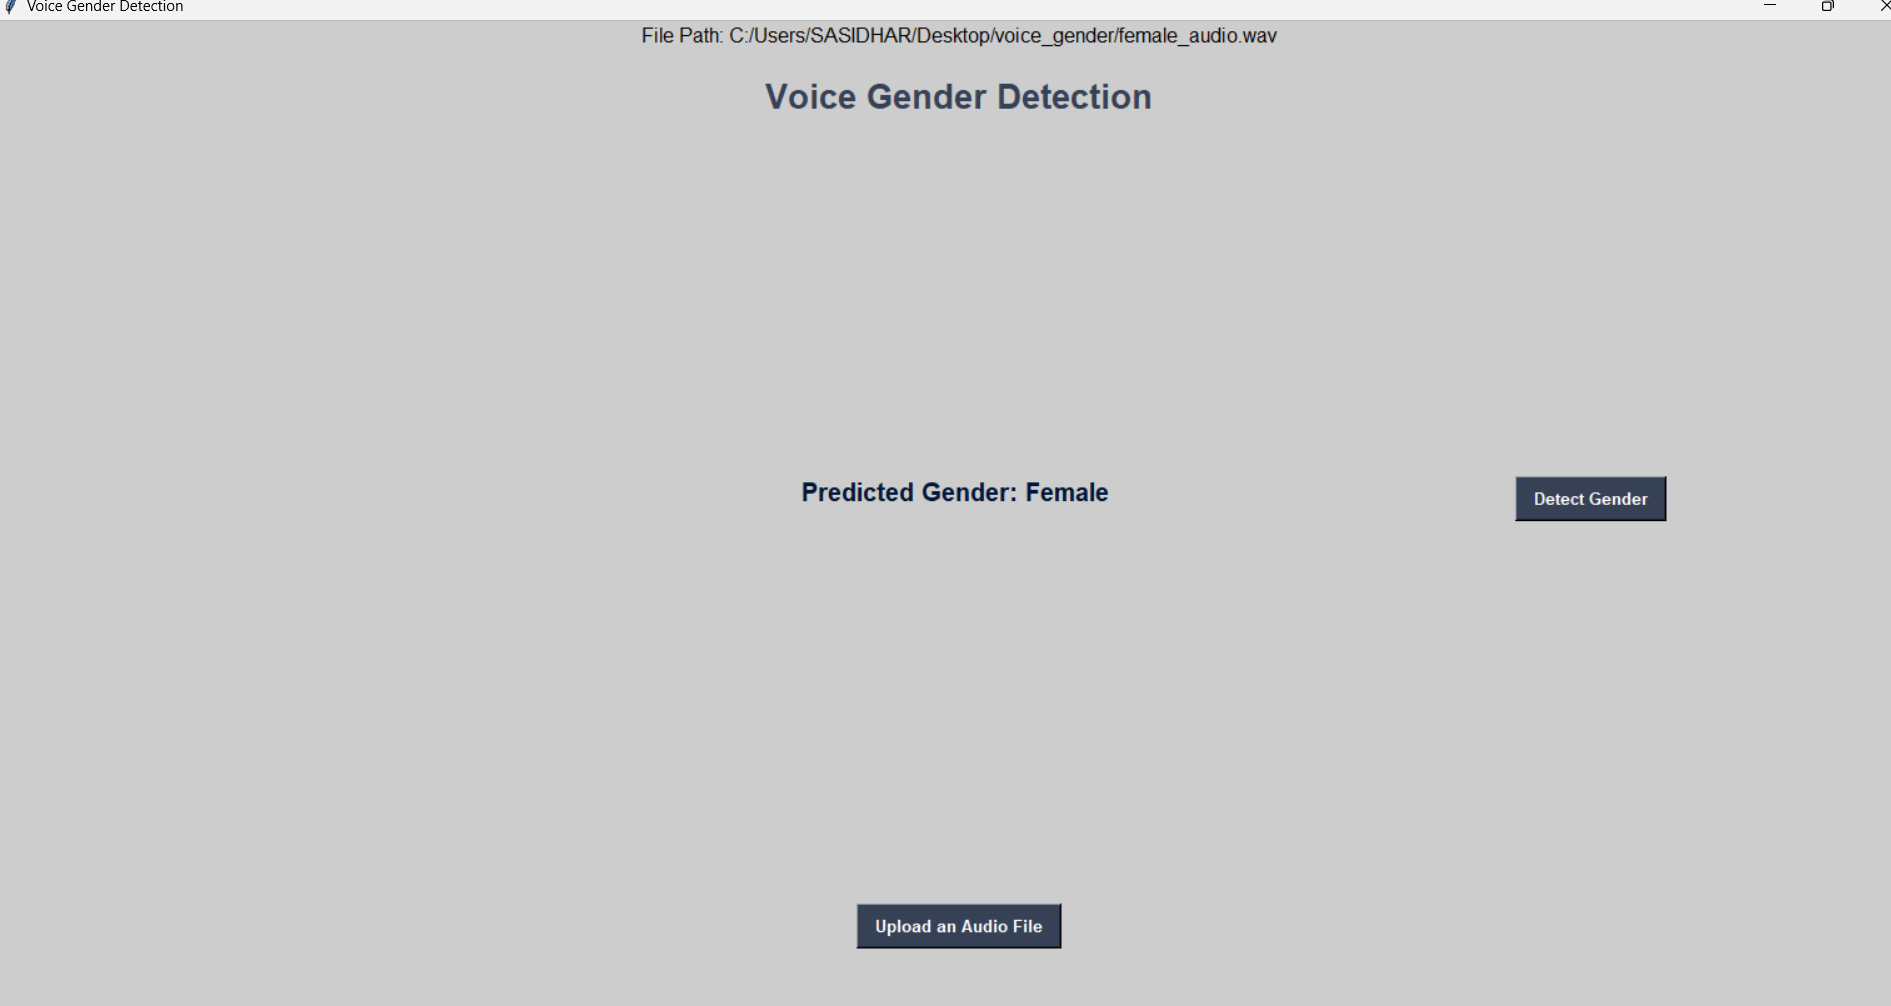 Voice Gender Detection
File Path: C:/Users/SASIDHAR/Desktop/voice_gender/female_audio.wav
Voice Gender Detection
Predicted Gender: Female
Detect Gender
Upload an Audio File